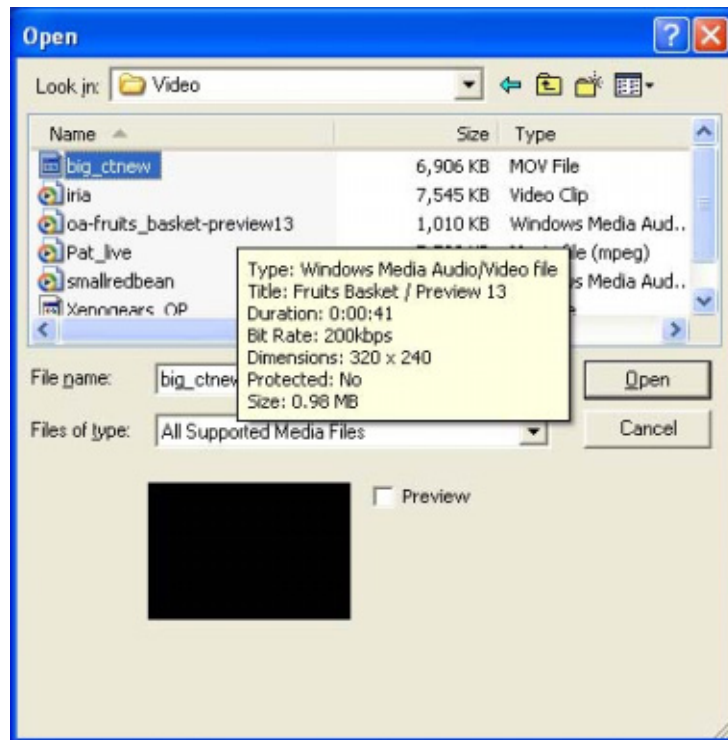 Open
Look in: Video
Name Size Type
big_ctnew 6,906 KB MOV File
iria 7,545 KB Video Clip
oa-fruits_basket-preview13 1,010 KB Windows Media Aud..
Pat_live (mpeg)
smallredbean Media Aud..
Xenogears_OP
Type: Windows Media Audio/Video file
Title: Fruits Basket / Preview 13
Duration: 0:00:41
Bit Rate: 200kbps
Dimensions: 320 x 240
Protected: No
Size: 0.98 MB
File name: big_ctnew
Open
Files of type: All Supported Media Files
Cancel
Preview